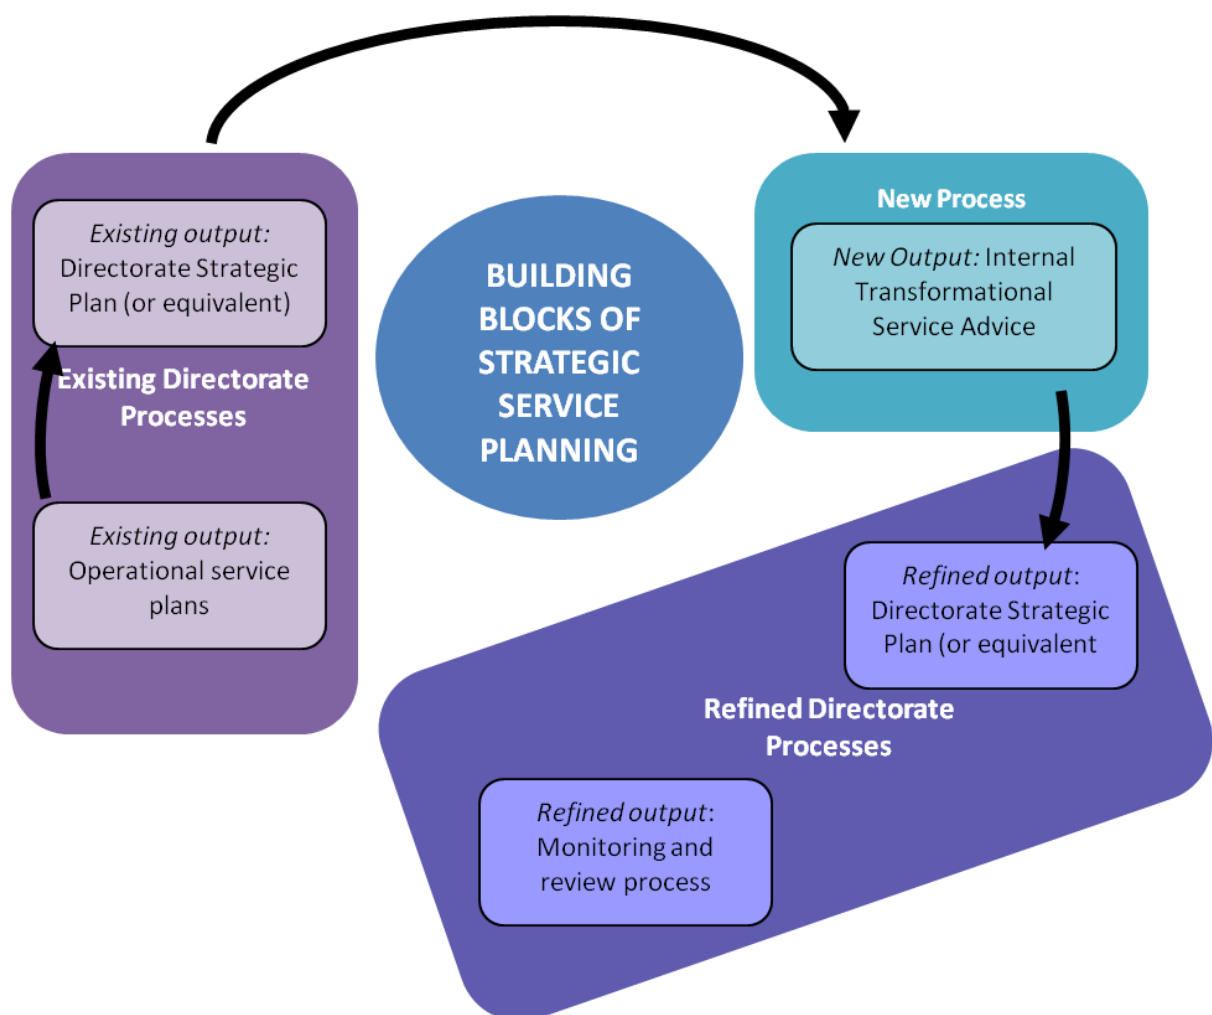 Existing output:
Directorate Strategic
Plan (or equivalent)
Existing Directorate
Processes
Existing output:
Operational service
plans
BUILDING
BLOCKS OF
STRATEGIC
SERVICE
PLANNING
New Process
New Output: Internal
Transformational
Service Advice
Refined output:
Directorate Strategic
Plan (or equivalent
Refined Directorate
Processes
Refined output:
Monitoring and
review process